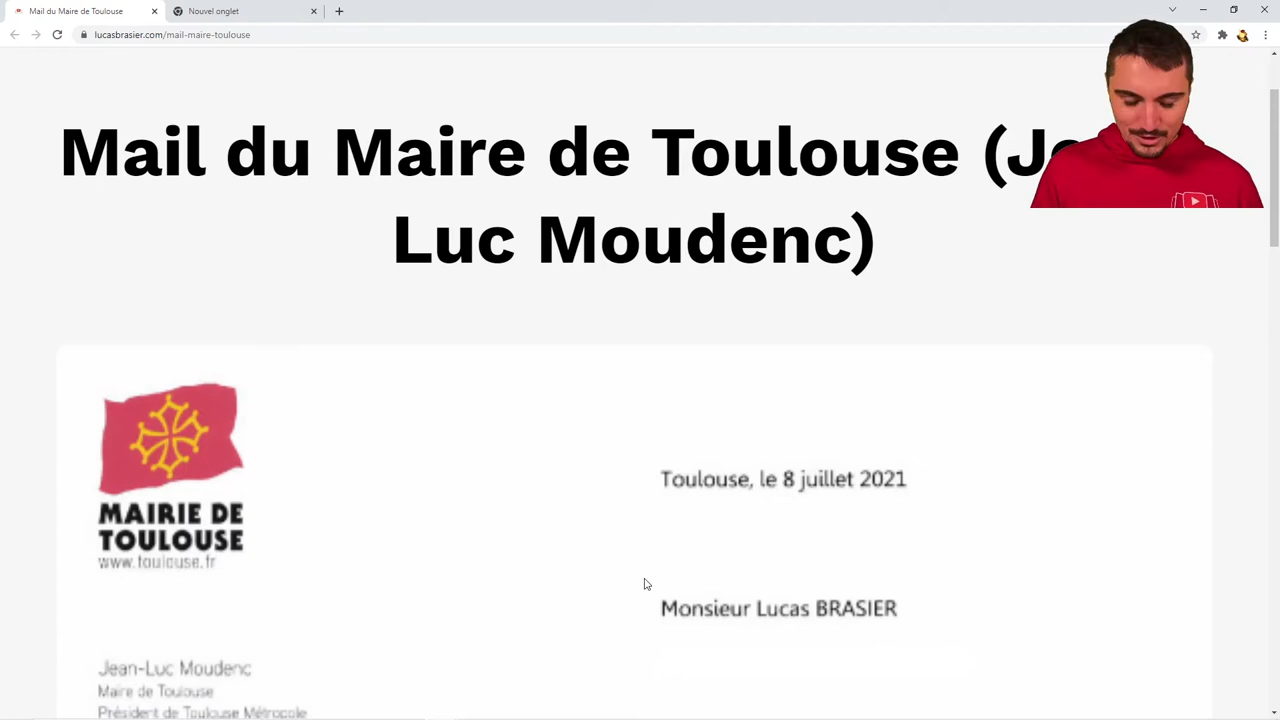 Mail du Maire de Toulouse
Nouvel onglet
lucasbrasier.com/mail-maire-toulouse
Mail du Maire de Toulouse (Je
Luc Moudenc)
MAIRIE DE
TOULOUSE
www.toulouse.fr
Toulouse, le 8 juillet 2021
Monsieur Lucas BRASIER
Jean-Luc Moudenc
Maire de Toulouse
Président de Toulouse Métropole